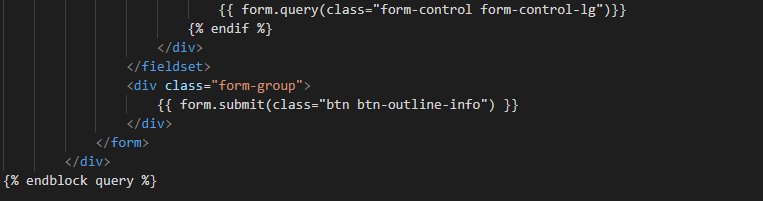 {{ form.query(class="form-control form-control-lg")}}
{% endif %}
</div>
</fieldset>
<div class="form-group">
{{ form.submit(class="btn btn-outline-info") }}
</div>
</form>
</div>
{% endblock query %}